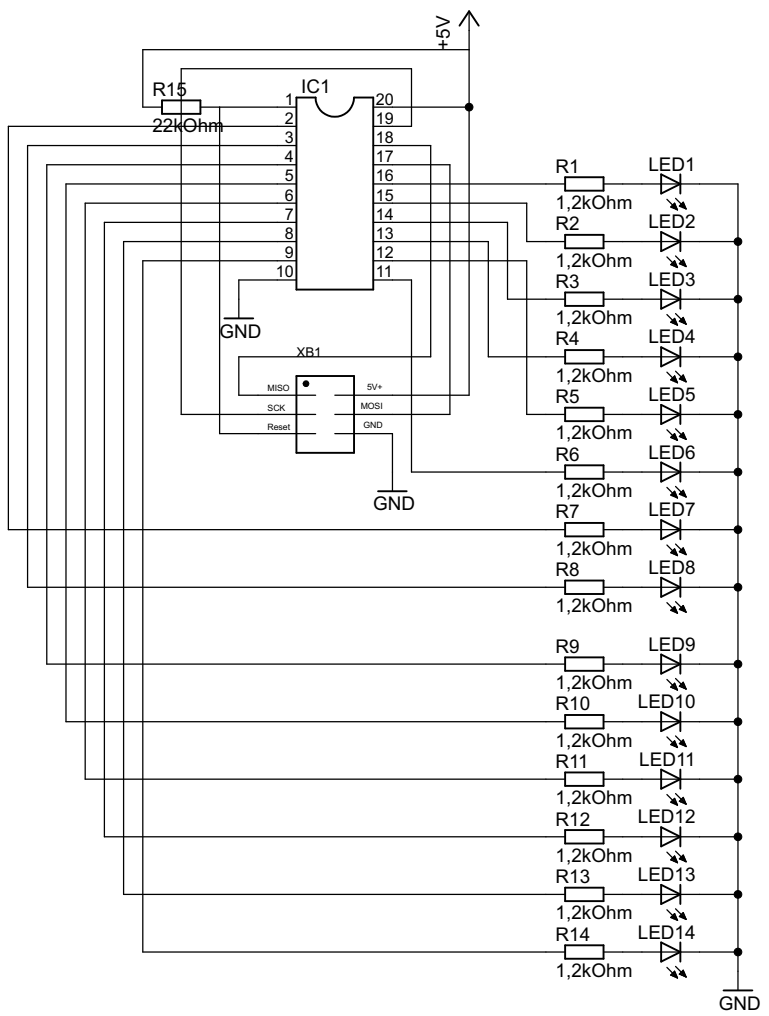 +5V
R15
22kOhm
IC1
1
2
3
4
5
6
7
8
9
10
20
19
18
17
16
15
14
13
12
11
GND
XB1
MISO
SCK
Reset
5V+
MOSI
GND
GND
R1
1,2kOhm
LED1
R2
1,2kOhm
LED2
R3
1,2kOhm
LED3
R4
1,2kOhm
LED4
R5
1,2kOhm
LED5
R6
1,2kOhm
LED6
R7
1,2kOhm
LED7
R8
1,2kOhm
LED8
R9
1,2kOhm
LED9
R10
1,2kOhm
LED10
R11
1,2kOhm
LED11
R12
1,2kOhm
LED12
R13
1,2kOhm
LED13
R14
1,2kOhm
LED14
GND